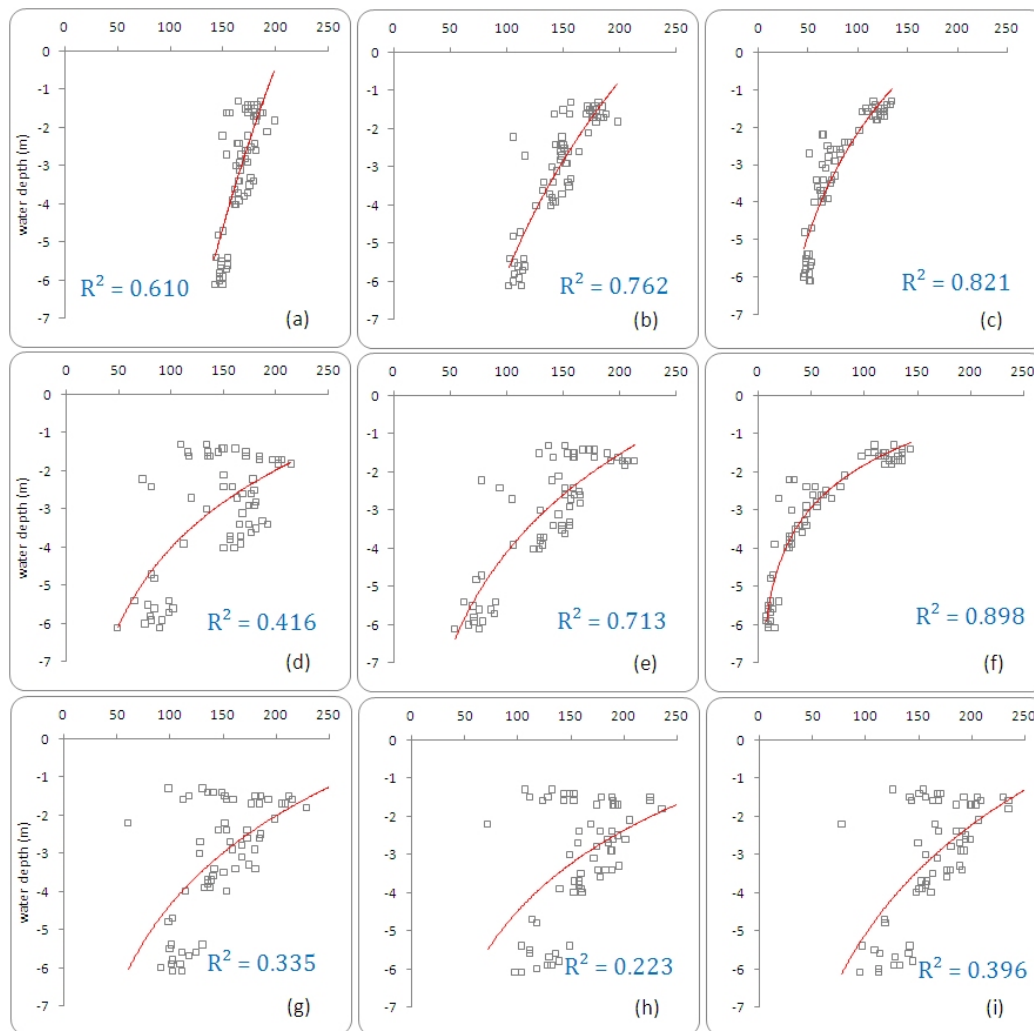 0 50 100 150 200 250
0
-1
-2
-3
-4
-5
-6
-7
water depth (m)
R² = 0.610
(a)
0 50 100 150 200 250
0
-1
-2
-3
-4
-5
-6
-7
R² = 0.762
(b)
0 50 100 150 200 250
0
-1
-2
-3
-4
-5
-6
-7
R² = 0.821
(c)
0 50 100 150 200 250
0
-1
-2
-3
-4
-5
-6
-7
water depth (m)
R² = 0.416
(d)
0 50 100 150 200 250
0
-1
-2
-3
-4
-5
-6
-7
R² = 0.713
(e)
0 50 100 150 200 250
0
-1
-2
-3
-4
-5
-6
-7
R² = 0.898
(f)
0 50 100 150 200 250
0
-1
-2
-3
-4
-5
-6
-7
water depth (m)
R² = 0.335
(g)
0 50 100 150 200 250
0
-1
-2
-3
-4
-5
-6
-7
R² = 0.223
(h)
0 50 100 150 200 250
0
-1
-2
-3
-4
-5
-6
-7
R² = 0.396
(i)